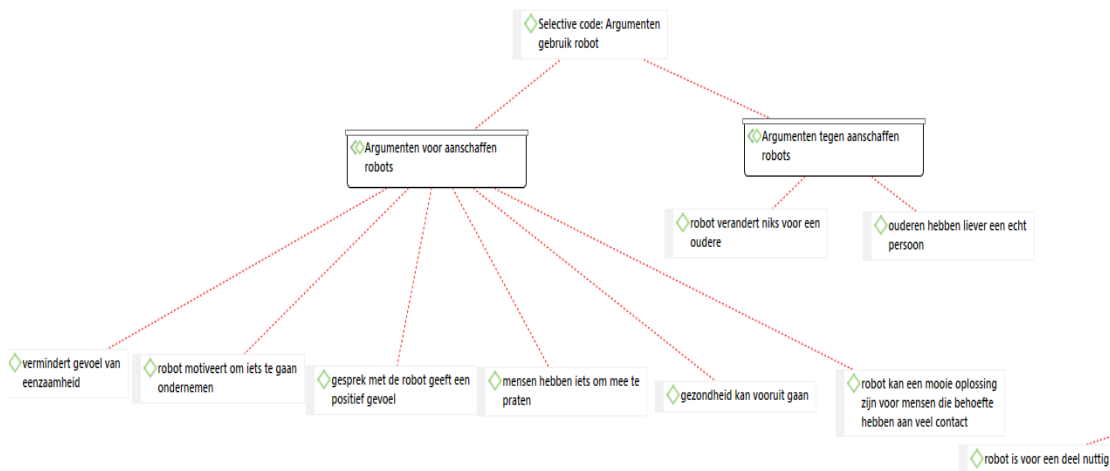 Selective code: Argumenten
gebruik robot
Argumenten voor aanschaffen
robots
Argumenten tegen aanschaffen
robots
robot verandert niks voor een
oudere
ouderen hebben liever een echt
persoon
vermindert gevoel van
eenzaamheid
robot motiveert om iets te gaan
ondernemen
gesprek met de robot geeft een
positief gevoel
mensen hebben iets om mee te
praten
gezondheid kan vooruit gaan
robot kan een mooie oplossing
zijn voor mensen die behoefte
hebben aan veel contact
robot is voor een deel nuttig